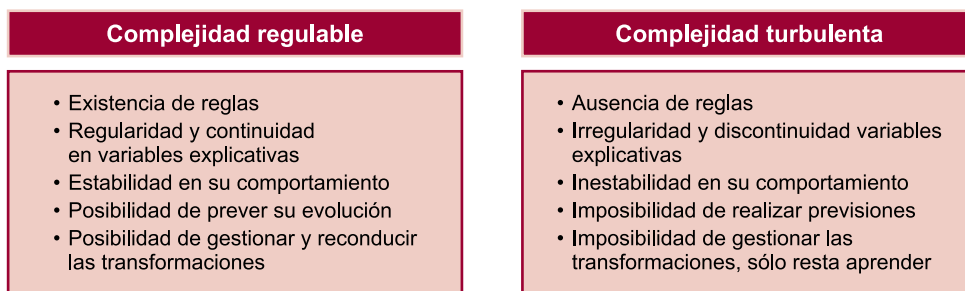 Complejidad regulable
• Existencia de reglas
• Regularidad y continuidad
en variables explicativas
• Estabilidad en su comportamiento
• Posibilidad de prever su evolución
• Posibilidad de gestionar y reconducir
las transformaciones
Complejidad turbulenta
• Ausencia de reglas
• Irregularidad y discontinuidad variables
explicativas
• Inestabilidad en su comportamiento
• Imposibilidad de realizar previsiones
• Imposibilidad de gestionar las
transformaciones, sólo resta aprender